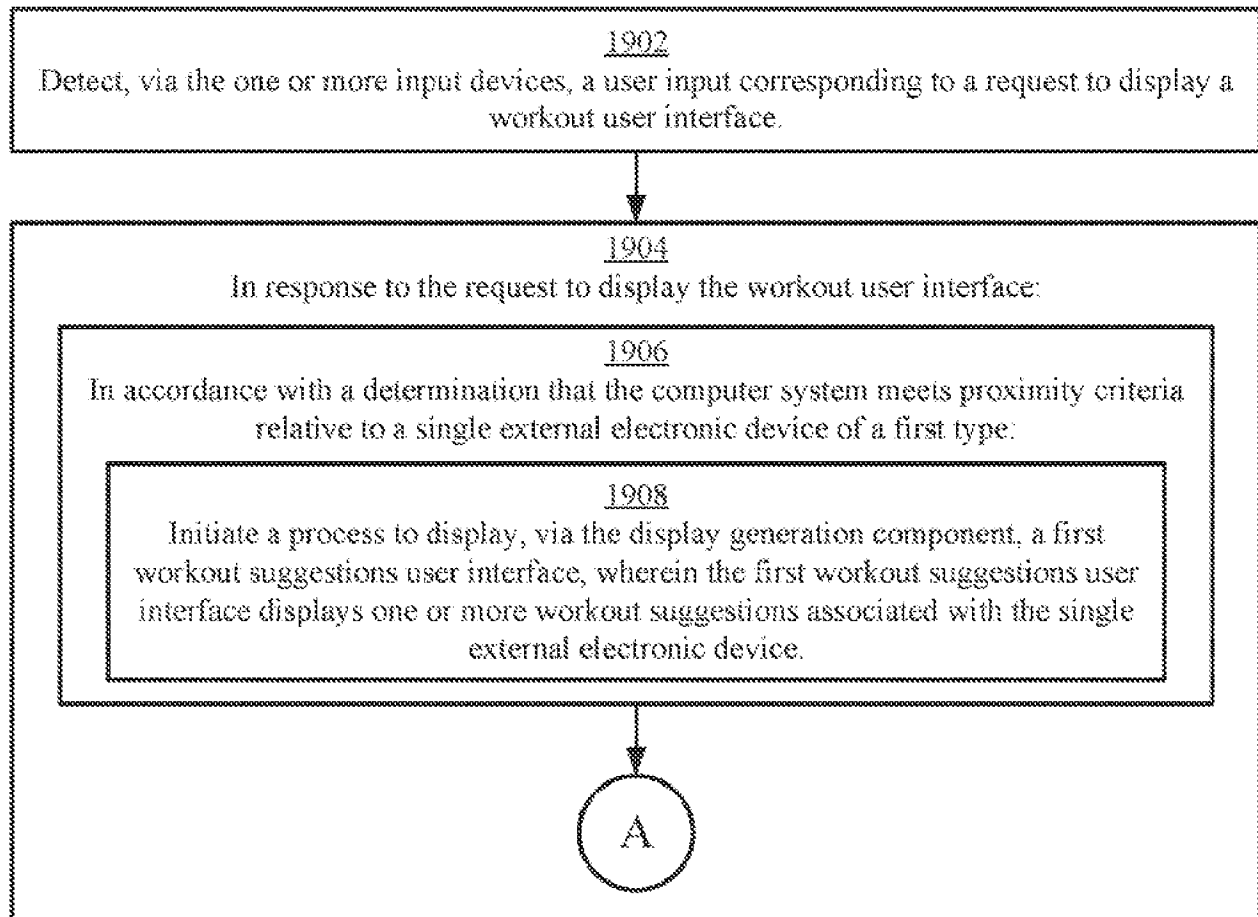 1902
Detect, via the one or more input devices, a user input corresponding to a request to display a
workout user interface.
1904
In response to the request to display the workout user interface:
1906
In accordance with a determination that the computer system meets proximity criteria
relative to a single external electronic device of a first type:
1908
Initiate a process to display, via the display generation component, a first
workout suggestions user interface, wherein the first workout suggestions user
interface displays one or more workout suggestions associated with the single
external electronic device.
A